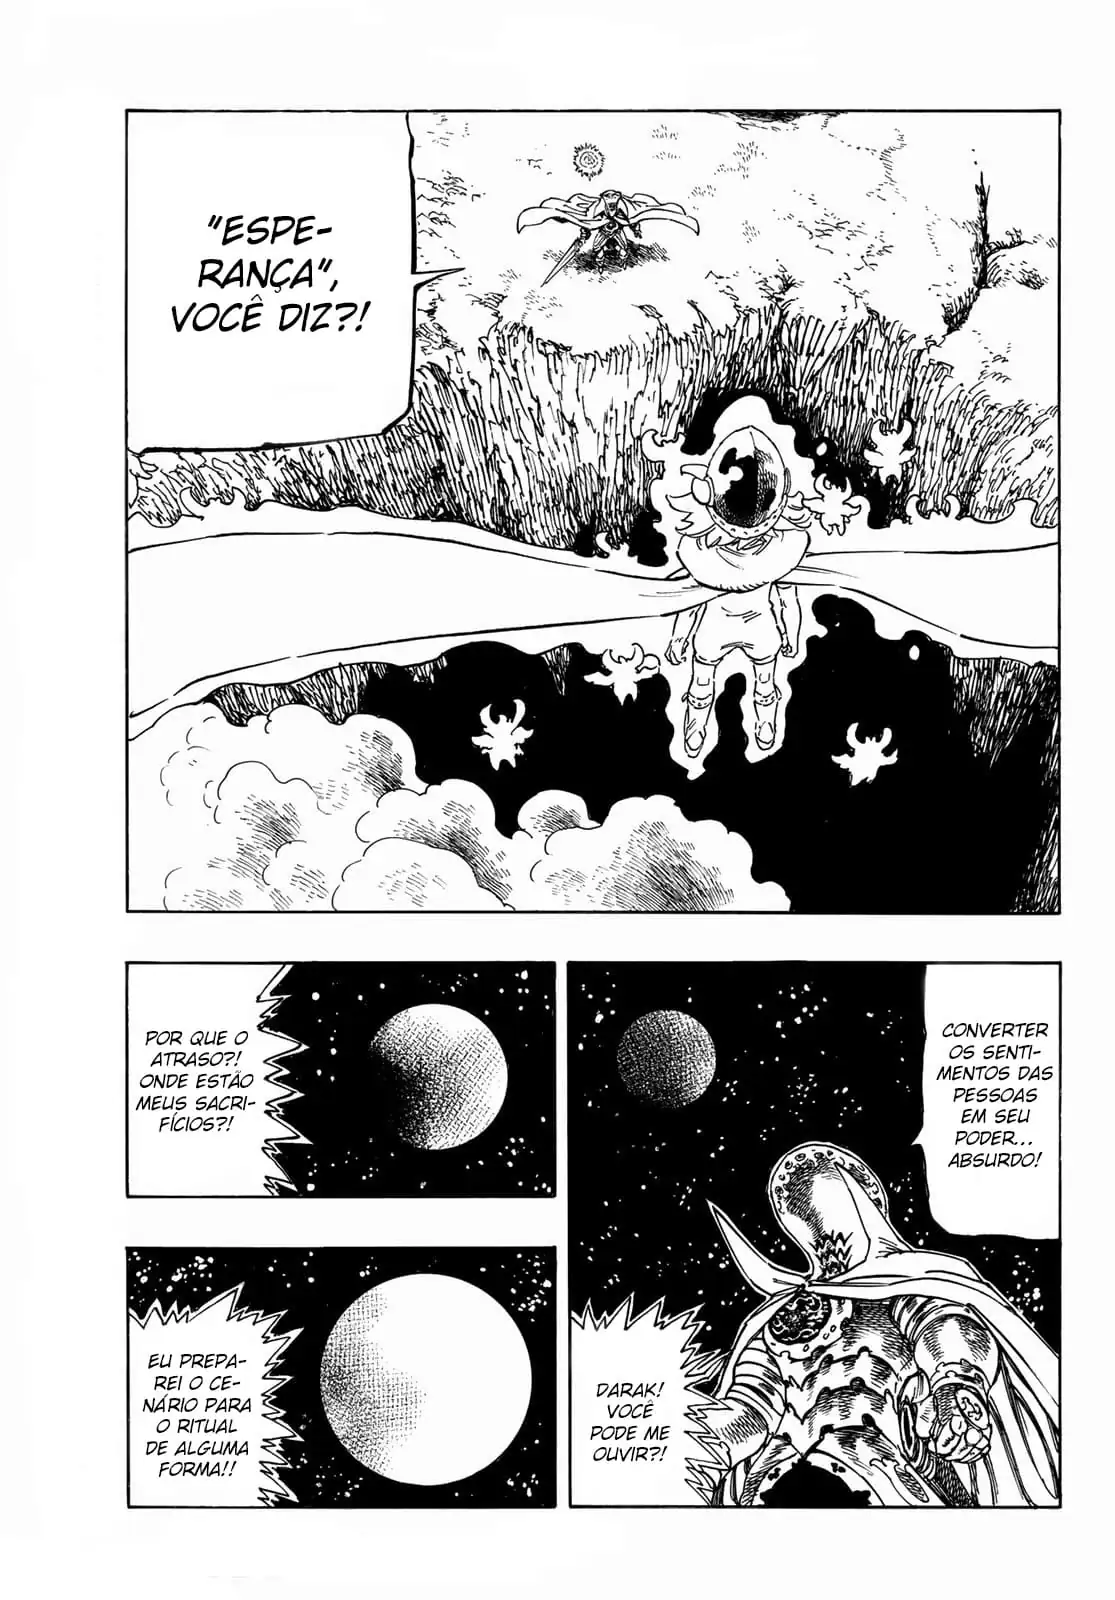 "ESPE-
RANÇA",
VOCÊ DIZ?!
CONVERTER
OS SENTI-
MENTOS DAS
PESSOAS
EM SEU
PODER...
ABSURDO!
DARAK!
VOCÊ
PODE ME
OUVIR?!
POR QUE O
ATRASO?!
ONDE ESTÃO
MEUS SACRI-
FÍCIOS?!
EU PREPA-
REI O CE-
NÁRIO PARA
O RITUAL
DE ALGUMA
FORMA!!